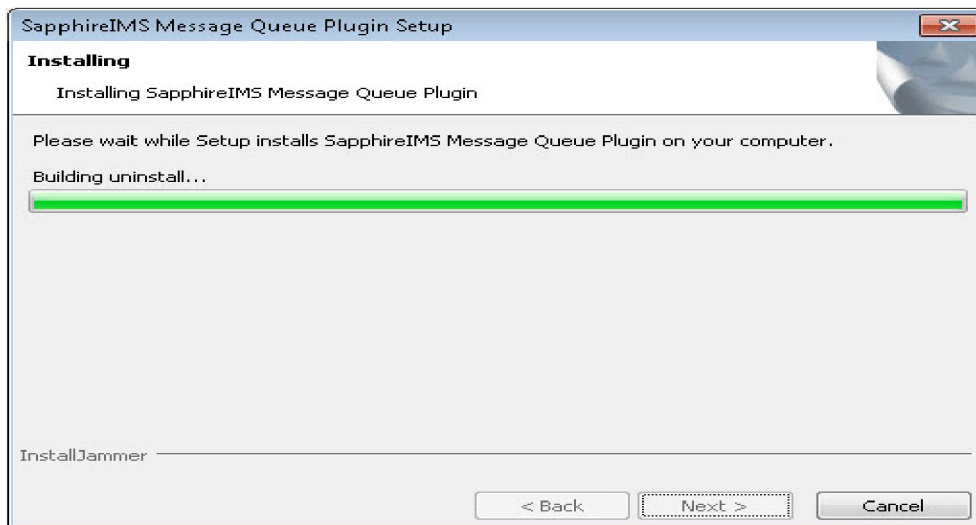 SapphireIMS Message Queue Plugin Setup
Installing
Installing SapphireIMS Message Queue Plugin
Please wait while Setup installs SapphireIMS Message Queue Plugin on your computer.
Building uninstall...
InstallJammer
< Back Next > Cancel